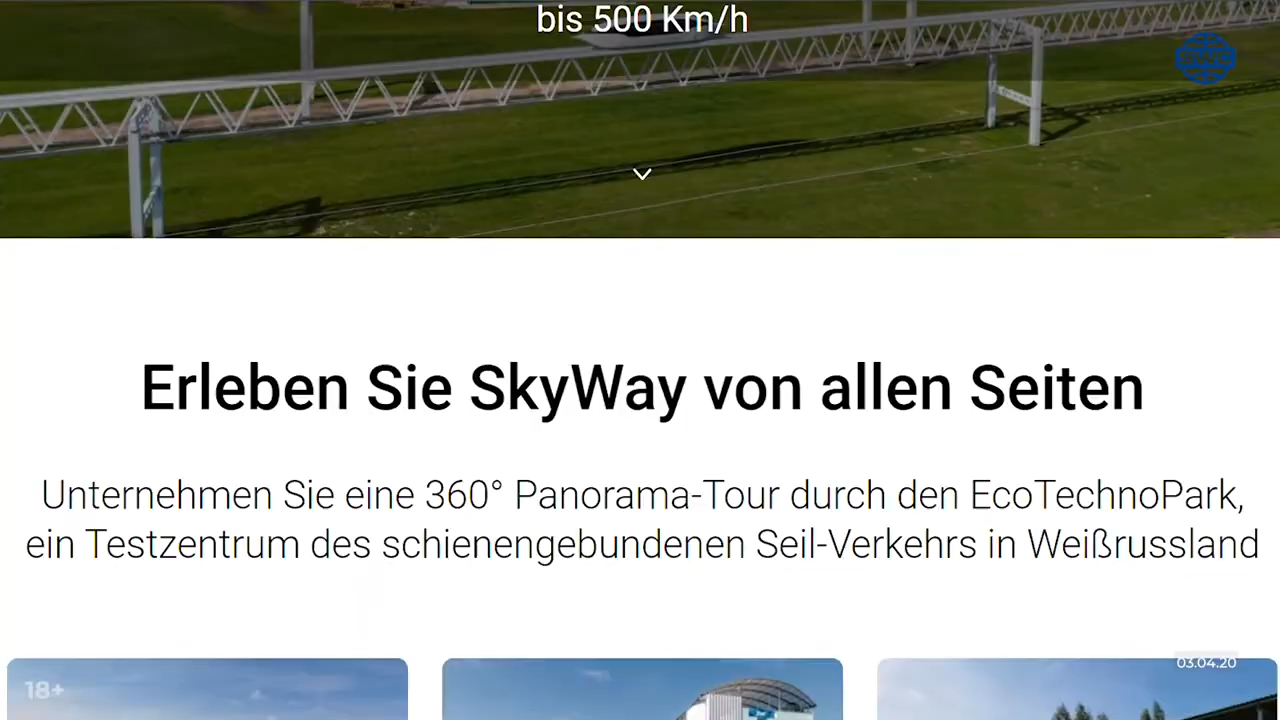 bis 500 Km/h
SWC
Erleben Sie SkyWay von allen Seiten
Unternehmen Sie eine 360° Panorama-Tour durch den EcoTechnoPark,
ein Testzentrum des schienengebundenen Seil-Verkehrs in Weißrussland
18+
03.04.20